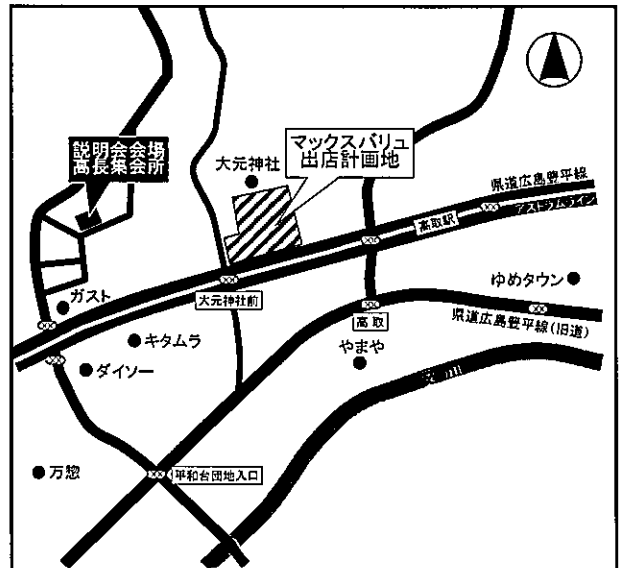 説明会会場
高長集会所
大元神社
マックスバリュ
出店計画地
県道広島豊平線
アストラムライン
高取駅
ゆめタウン
県道広島豊平線(旧道)
大元神社前
高取
やまや
ガスト
キタムラ
ダイソー
万惣
平和台団地入口